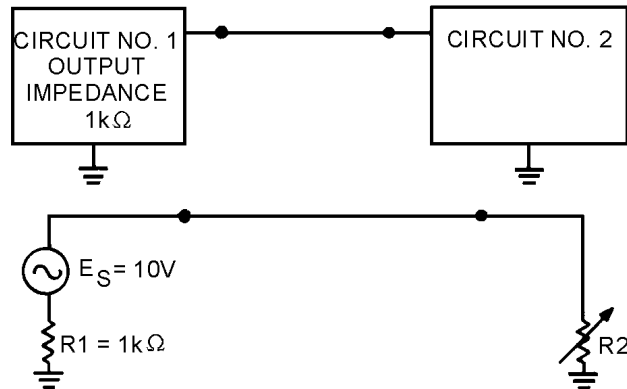 CIRCUIT NO. 1
OUTPUT
IMPEDANCE
1kΩ
CIRCUIT NO. 2
E_S = 10V
R1 = 1kΩ
R2